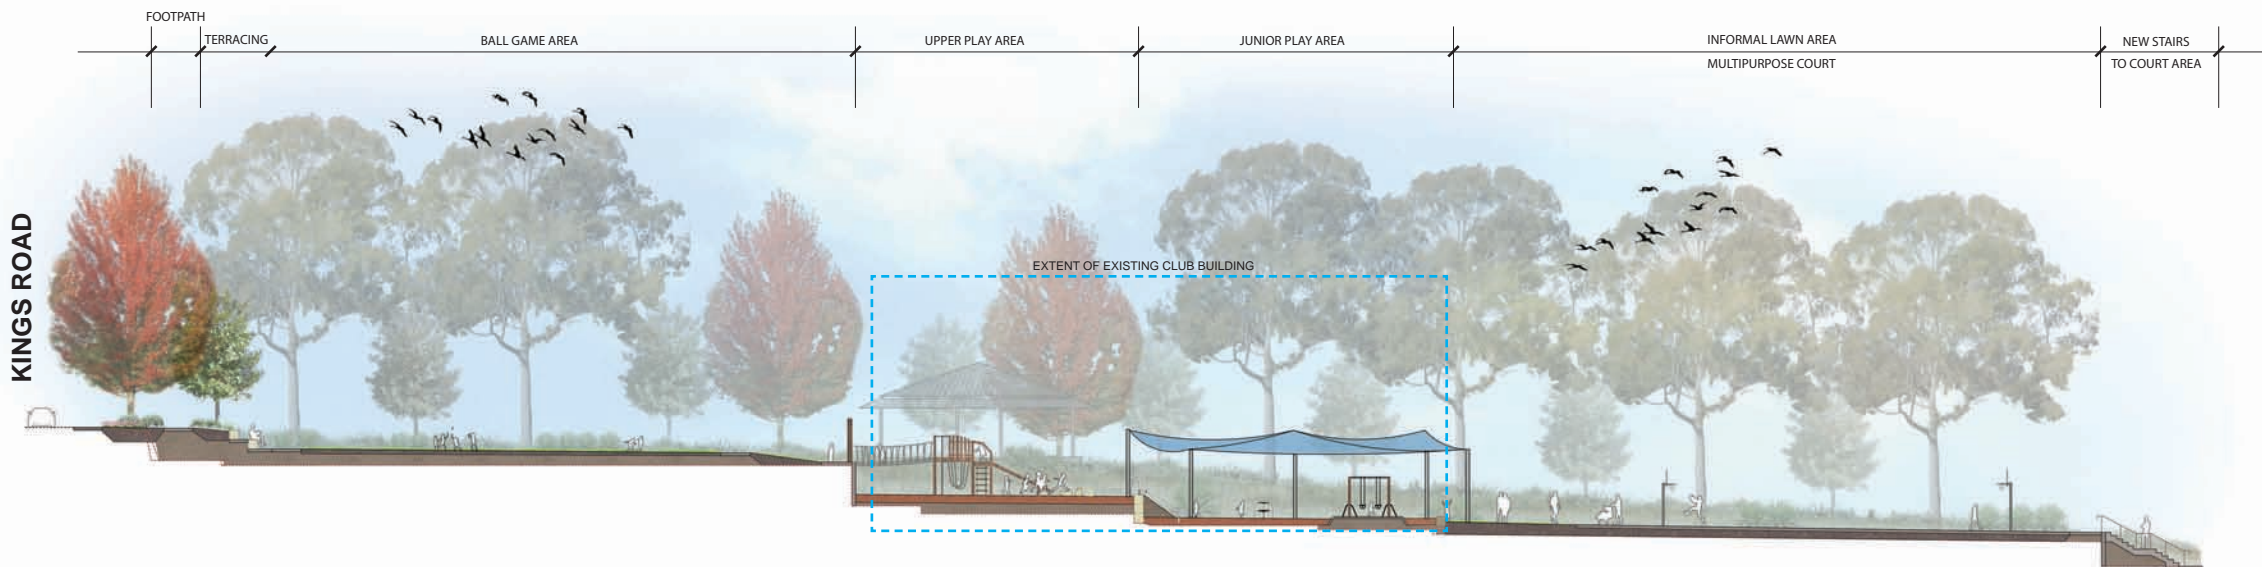 FOOTPATH
TERRACING
BALL GAME AREA
UPPER PLAY AREA
JUNIOR PLAY AREA
INFORMAL LAWN AREA
MULTIPURPOSE COURT
NEW STAIRS
TO COURT AREA
KINGS ROAD
EXTENT OF EXISTING CLUB BUILDING